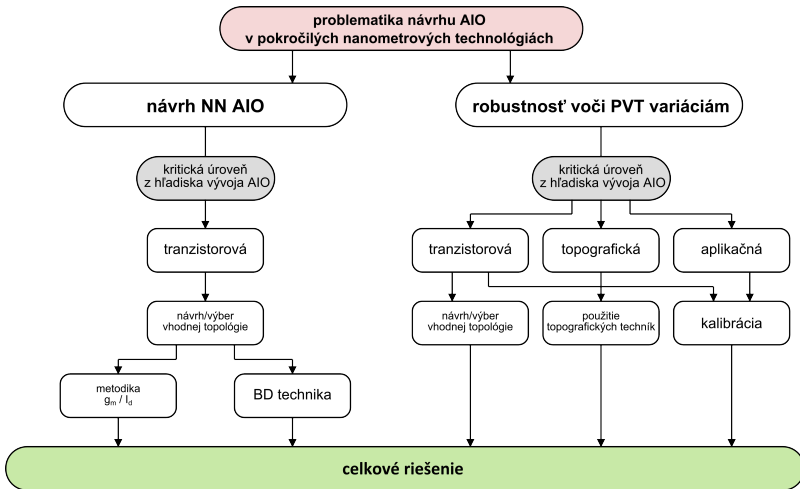 problematika návrhu AIO
v pokročilých nanometrových technológiách
návrh NN AIO
robustnosť voči PVT variáciám
kritická úroveň
z hľadiska vývoja AIO
kritická úroveň
z hľadiska vývoja AIO
tranzistorová
tranzistorová
topografická
aplikačná
návrh/výber
vhodnej topológie
návrh/výber
vhodnej topológie
použitie
topografických techník
kalibrácia
metodika
gm / Id
BD technika
celkové riešenie